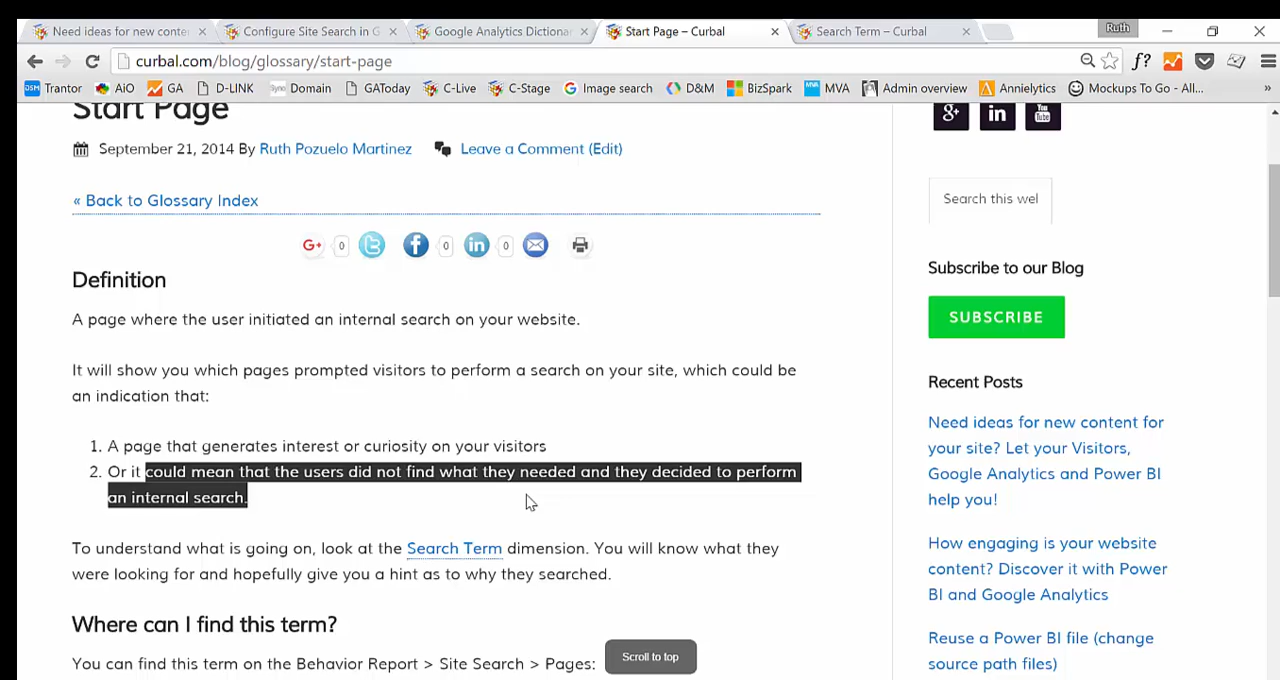 Need ideas for new conte
Configure Site Search in G
Google Analytics Dictiona
Start Page – Curbal
Search Term – Curbal
Ruth
curbal.com/blog/glossary/start-page
f?
Trantor
AiO
GA
D-LINK
Domain
GAToday
C-Live
C-Stage
Image search
D&M
BizSpark
MVA
Admin overview
Annielytics
Mockups To Go - All...
»
Start Page
September 21, 2014 By Ruth Pozuelo Martinez
Leave a Comment (Edit)
« Back to Glossary Index
G+ 0 0 in 0
Definition
A page where the user initiated an internal search on your website.
It will show you which pages prompted visitors to perform a search on your site, which could be
an indication that:
1. A page that generates interest or curiosity on your visitors
2. Or it could mean that the users did not find what they needed and they decided to perform
an internal search.
To understand what is going on, look at the Search Term dimension. You will know what they
were looking for and hopefully give you a hint as to why they searched.
Where can I find this term?
You can find this term on the Behavior Report > Site Search > Pages:
Scroll to top
g+ in You Tube
Search this wel
Subscribe to our Blog
SUBSCRIBE
Recent Posts
Need ideas for new content for
your site? Let your Visitors,
Google Analytics and Power BI
help you!
How engaging is your website
content? Discover it with Power
BI and Google Analytics
Reuse a Power BI file (change
source path files)